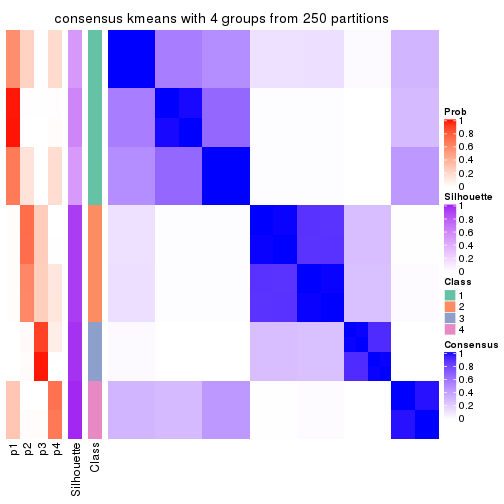 consensus kmeans with 4 groups from 250 partitions
Prob
1
0.8
0.6
0.4
0.2
0
Silhouette
1
0.8
0.6
0.4
0.2
0
Class
1
2
3
4
Consensus
1
0.8
0.6
0.4
0.2
0
p1
p2
p3
p4
Silhouette
Class